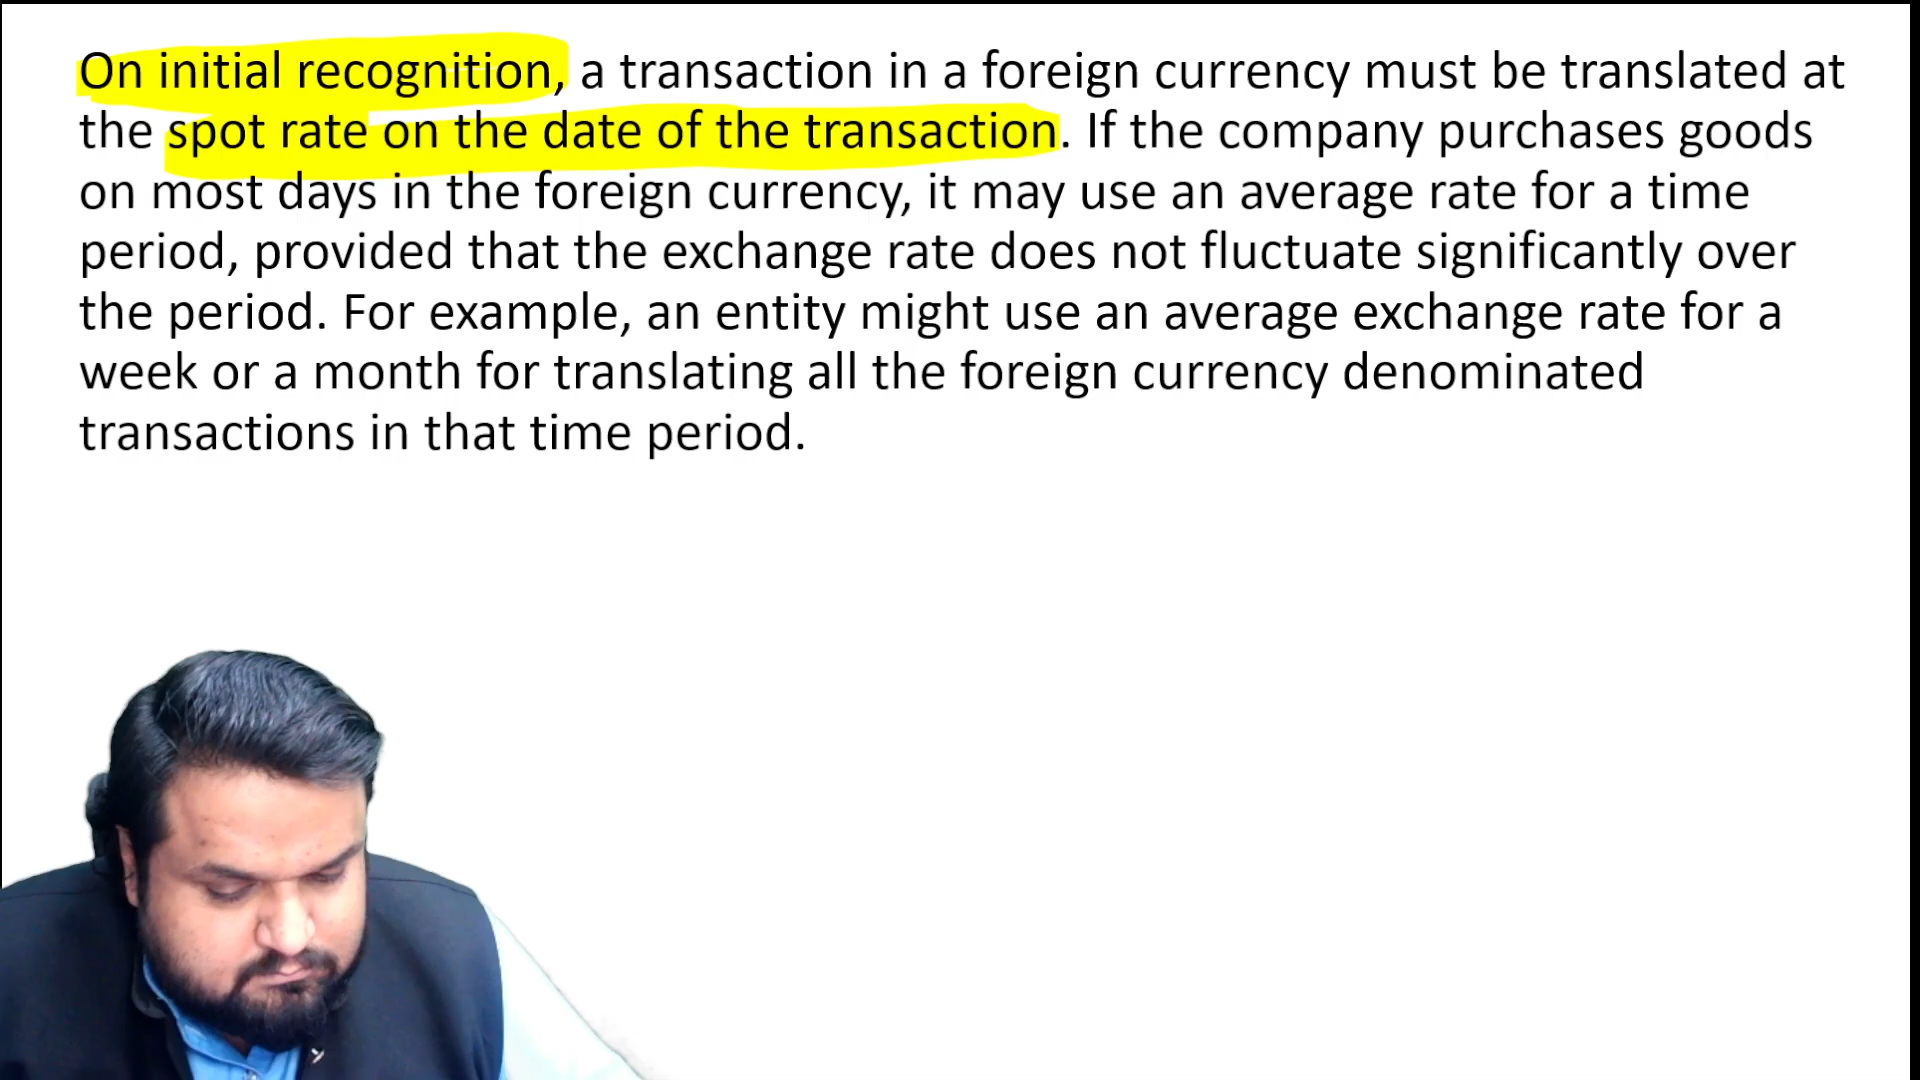 On initial recognition, a transaction in a foreign currency must be translated at
the spot rate on the date of the transaction. If the company purchases goods
on most days in the foreign currency, it may use an average rate for a time
period, provided that the exchange rate does not fluctuate significantly over
the period. For example, an entity might use an average exchange rate for a
week or a month for translating all the foreign currency denominated
transactions in that time period.